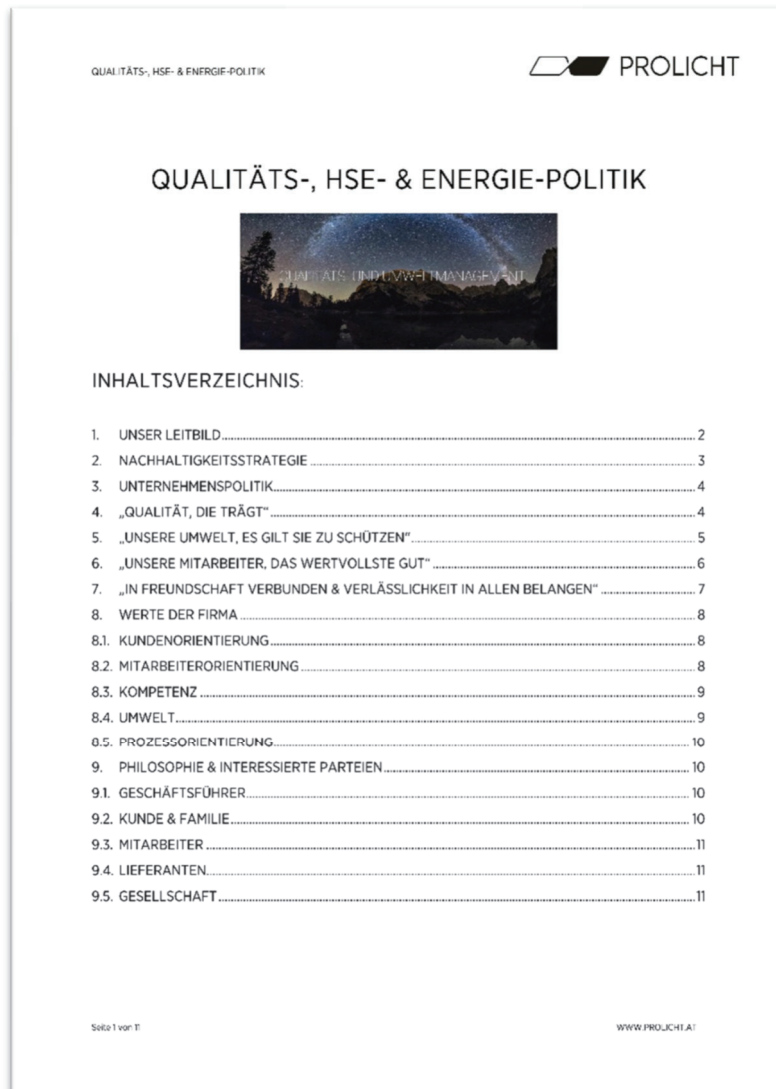 QUALITÄTS-, HSE- & ENERGIE-POLITIK
PROLICHT
QUALITÄTS-, HSE- & ENERGIE-POLITIK
QUALITÄTS- UND UMWELTMANAGEMENT
INHALTSVERZEICHNIS:
1. UNSER LEITBILD 2
2. NACHHALTIGKEITSSTRATEGIE 3
3. UNTERNEHMENSPOLITIK 4
4. „QUALITÄT, DIE TRÄGT“ 4
5. „UNSERE UMWELT, ES GILT SIE ZU SCHÜTZEN“ 5
6. „UNSERE MITARBEITER, DAS WERTVOLLSTE GUT“ 6
7. „IN FREUNDSCHAFT VERBUNDEN & VERLÄSSLICHKEIT IN ALLEN BELANGEN“ 7
8. WERTE DER FIRMA 8
8.1. KUNDENORIENTIERUNG 8
8.2. MITARBEITERORIENTIERUNG 8
8.3. KOMPETENZ 9
8.4. UMWELT 9
8.5. PROZESSORIENTIERUNG 10
9. PHILOSOPHIE & INTERESSIERTE PARTEIEN 10
9.1. GESCHÄFTSFÜHRER 10
9.2. KUNDE & FAMILIE 10
9.3. MITARBEITER 11
9.4. LIEFERANTEN 11
9.5. GESELLSCHAFT 11
Seite 1 von 11
WWW.PROLICHT.AT